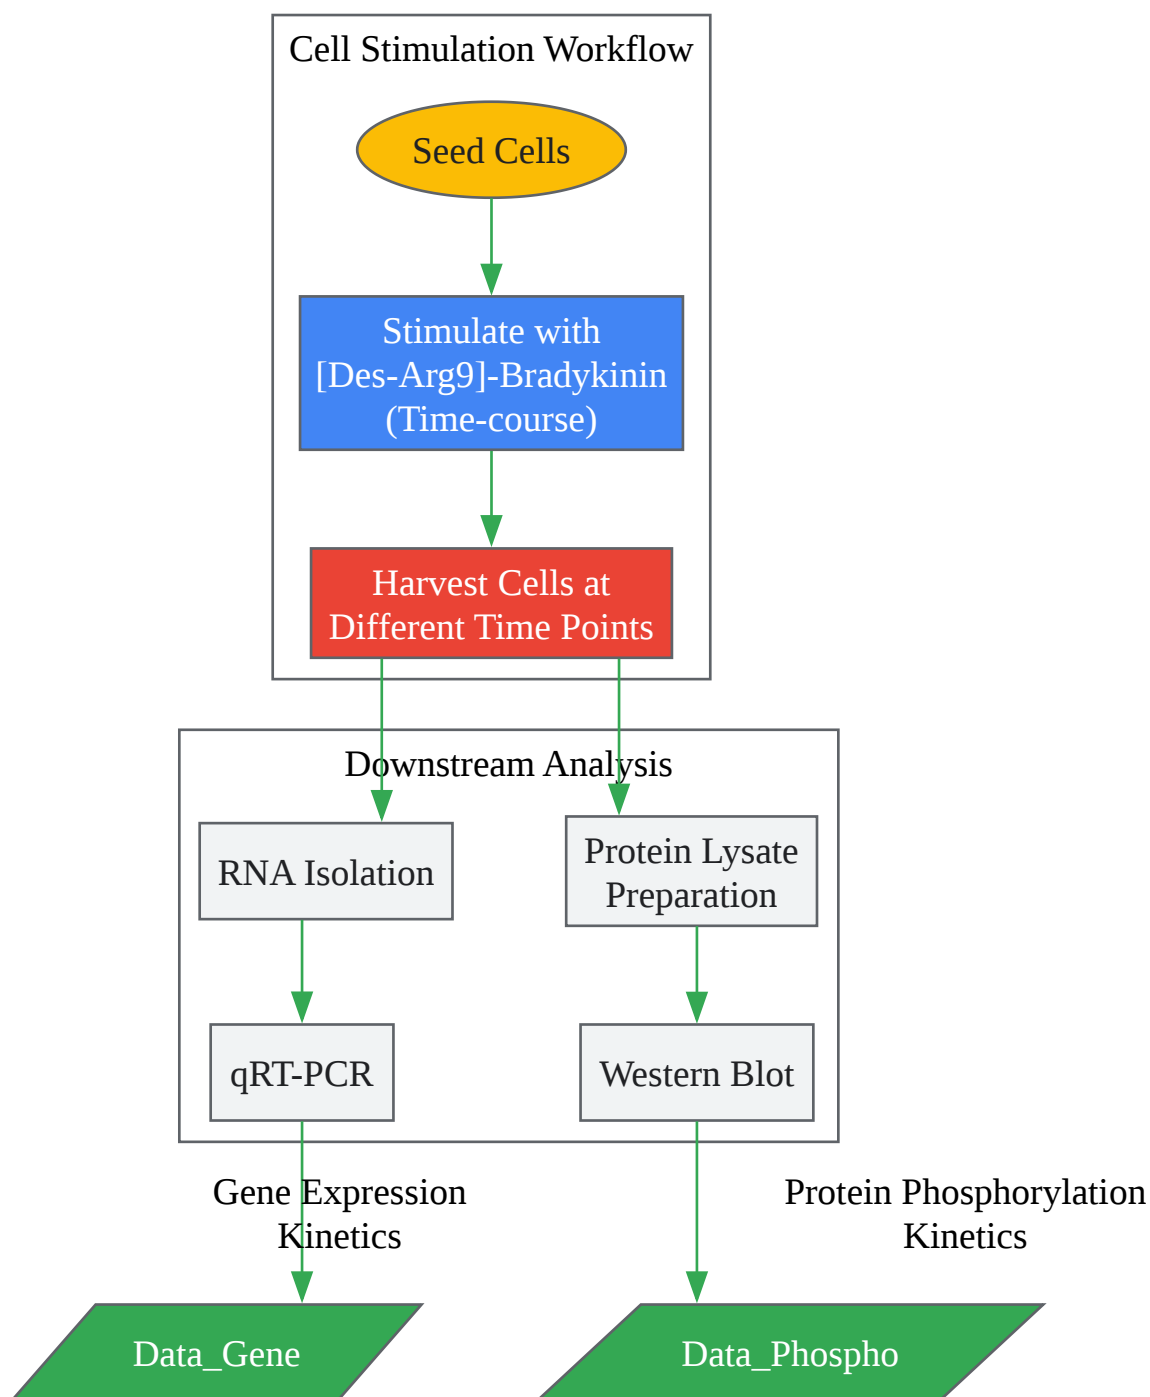 Cell Stimulation Workflow
Seed Cells
Stimulate with
[Des-Arg9]-Bradykinin
(Time-course)
Harvest Cells at
Different Time Points
Downstream Analysis
RNA Isolation
Protein Lysate
Preparation
qRT-PCR
Western Blot
Gene Expression
Kinetics
Protein Phosphorylation
Kinetics
Data_Gene
Data_Phospho